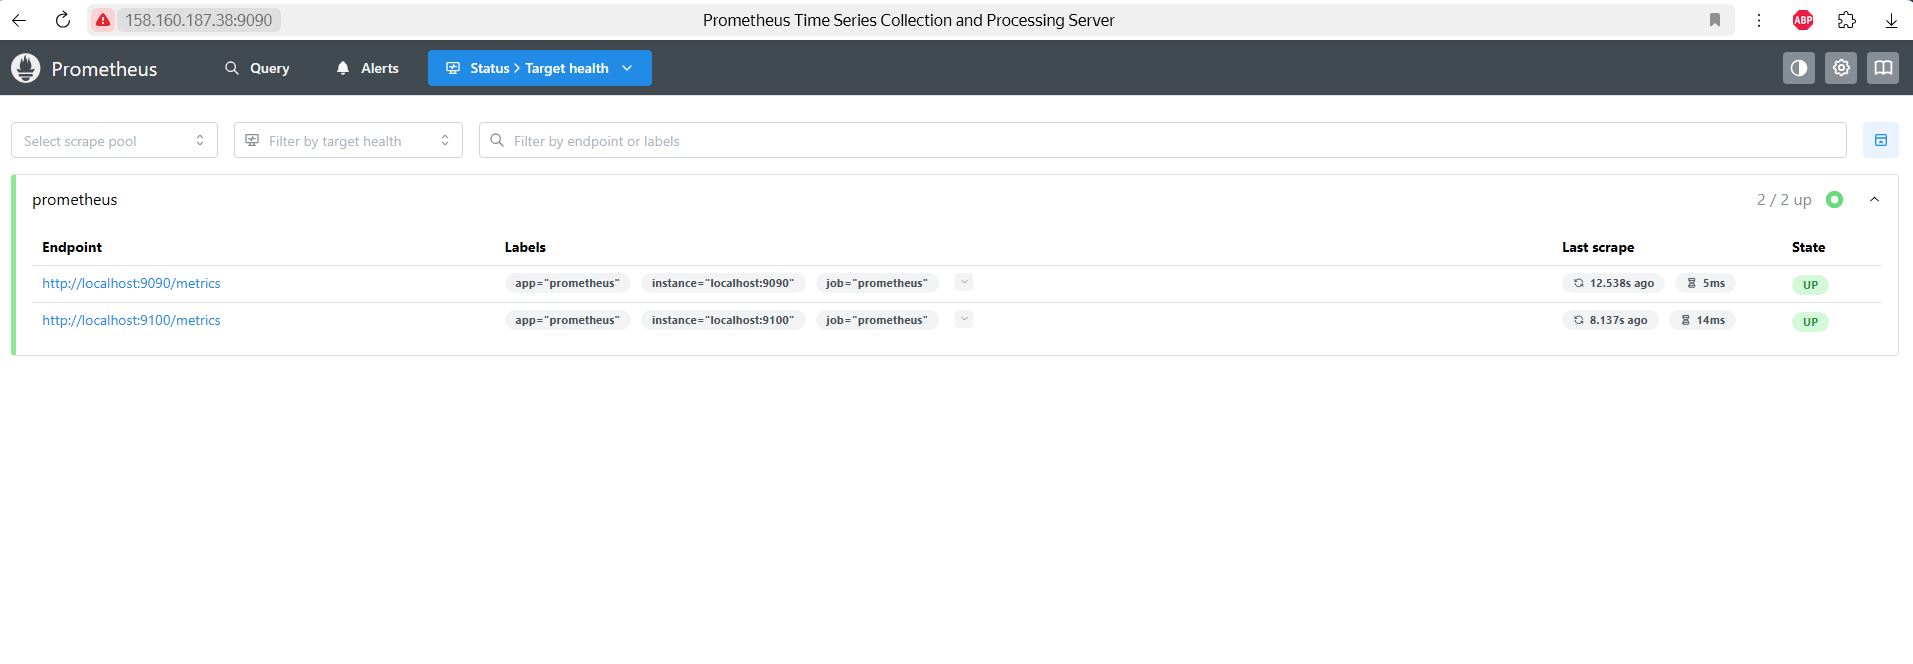 158.160.187.38:9090 Prometheus Time Series Collection and Processing Server ABP
Prometheus Query Alerts Status > Target health
Select scrape pool Filter by target health Filter by endpoint or labels
prometheus 2 / 2 up
Endpoint Labels Last scrape State
http://localhost:9090/metrics app="prometheus" instance="localhost:9090" job="prometheus" 12.538s ago 5ms UP
http://localhost:9100/metrics app="prometheus" instance="localhost:9100" job="prometheus" 8.137s ago 14ms UP